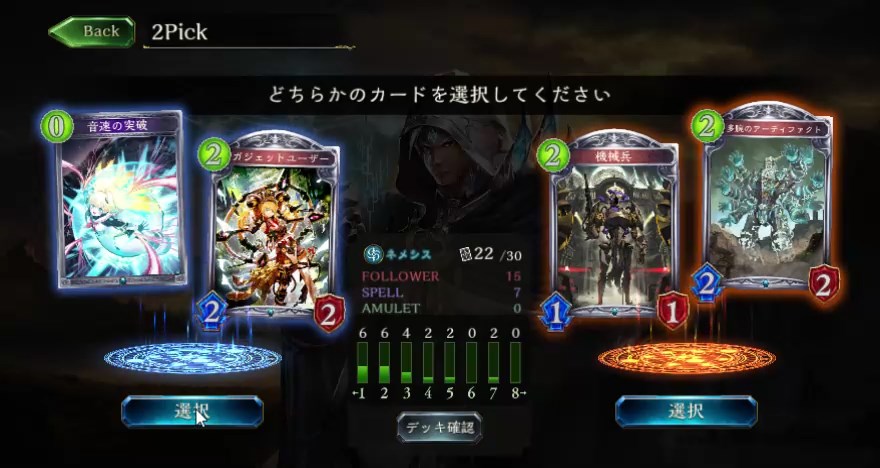 Back
2Pick
どちらかのカードを選択してください
0
音速の突破
2
ガジェットユーザー
2
2
2
機械兵
1
1
2
多腕のアーティファクト
2
2
ネメシス
22 /30
FOLLOWER 15
SPELL 7
AMULET 0
6 6 4 2 2 0 2 0
←1 2 3 4 5 6 7 8→
選択
デッキ確認
選択